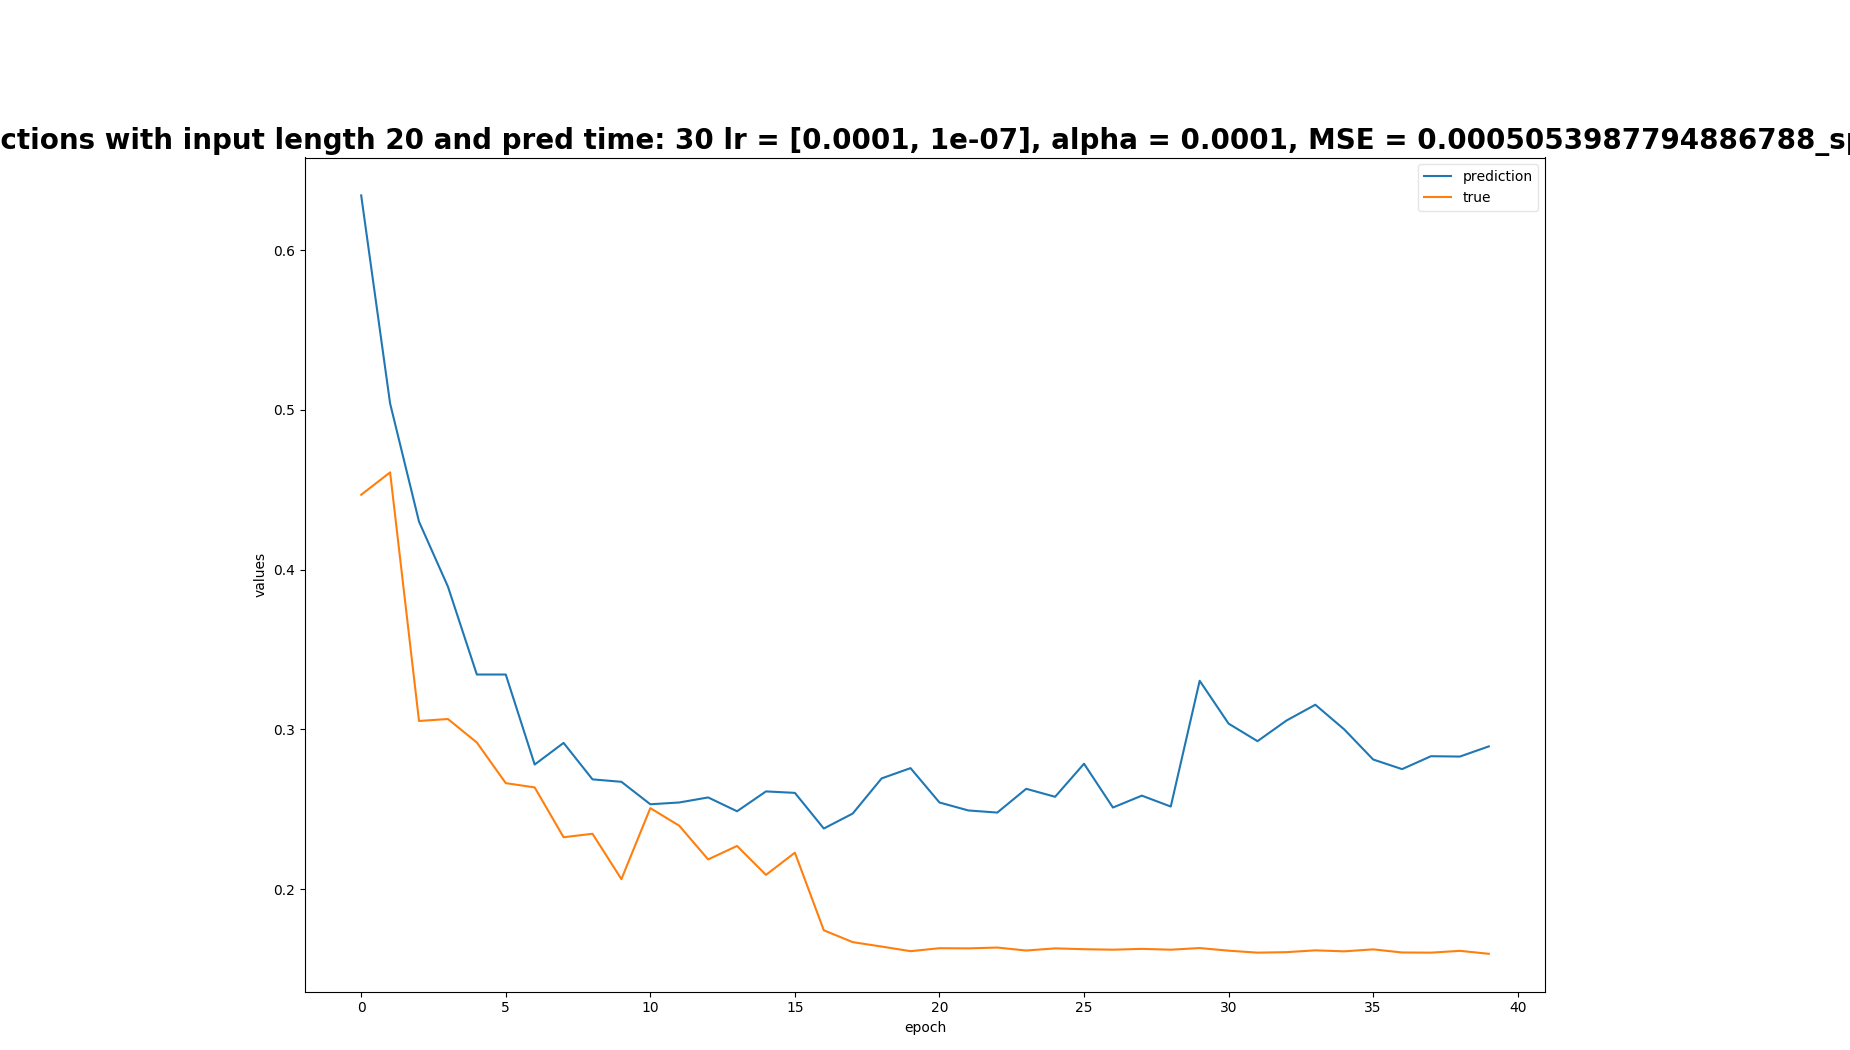 ctions with input length 20 and pred time: 30 lr = [0.0001, 1e-07], alpha = 0.0001, MSE = 0.0005053987794886788_sp
prediction
true
0.6
0.5
0.4
0.3
0.2
values
0 5 10 15 20 25 30 35 40
epoch